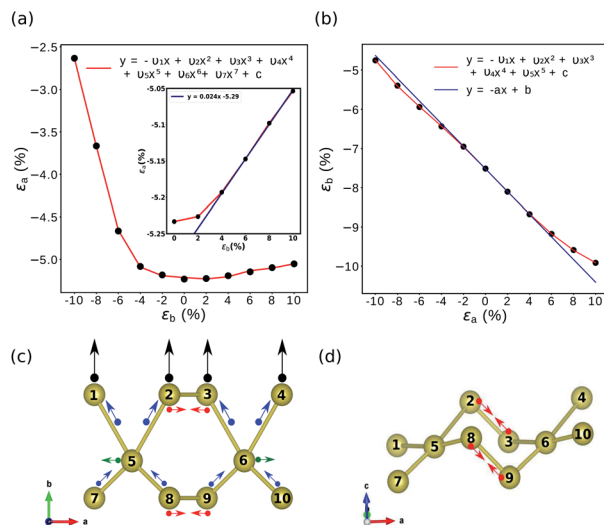 (a)
y = - υ1x + υ2x² + υ3x³ + υ4x⁴
+ υ5x⁵ + υ6x⁶+ υ7x⁷ + c
−2.5
−3.0
−3.5
−4.0
−4.5
−5.0
εa (%)
-10 -8 -6 -4 -2 0 2 4 6 8 10
εb (%)
y = 0.024x -5.29
-5.05
-5.1
-5.15
-5.2
-5.25
εa(%)
0 2 4 6 8 10
εb(%)
(b)
y = - υ1x + υ2x² + υ3x³
+ υ4x⁴ + υ5x⁵ + c
y = -ax + b
−5
−6
−7
−8
−9
−10
εb (%)
-10 -8 -6 -4 -2 0 2 4 6 8 10
εa (%)
(c)
1 2 3 4
5 6
7 8 9 10
b
a
(d)
2 4
1 5 8 3 6 10
7 9
c
a